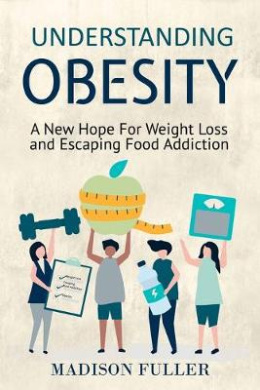 UNDERSTANDING
OBESITY
A New Hope For Weight Loss
and Escaping Food Addiction
MADISON FULLER